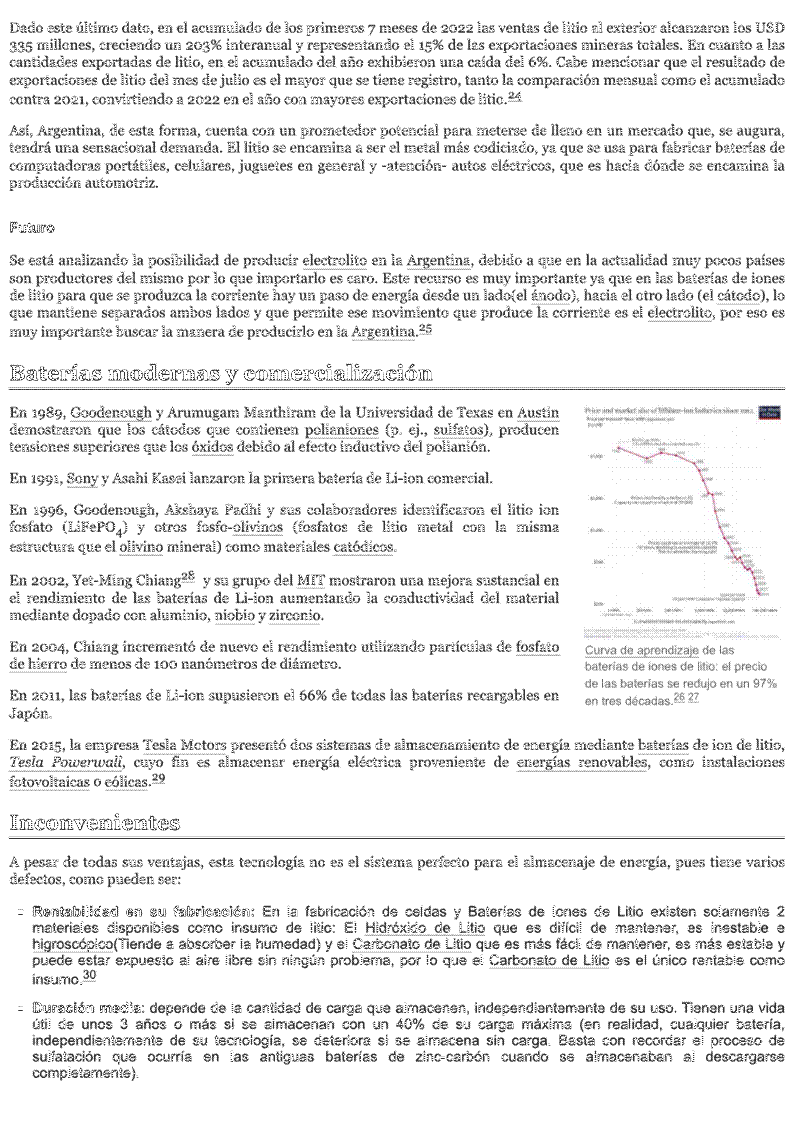 Dado este último dato, en el acumulado de los primeros 7 meses de 2022 las ventas de litio al exterior alcanzaron los USD
335 millones, creciendo un 203% interanual y representando el 15% de las exportaciones mineras totales. En cuanto a las
cantidades exportadas de litio, en el acumulado del año exhibieron una caída del 6%. Cabe mencionar que el resultado de
exportaciones de litio del mes de julio es el mayor que se tiene registro, tanto la comparación mensual como el acumulado
contra 2021, convirtiendo a 2022 en el año con mayores exportaciones de litio.24
Así, Argentina, de esta forma, cuenta con un prometedor potencial para meterse de lleno en un mercado que, se augura,
tendrá una sensacional demanda. El litio se encamina a ser el metal más codiciado, ya que se usa para fabricar baterías de
computadoras portátiles, celulares, juguetes en general y -atención- autos eléctricos, que es hacia dónde se encamina la
producción automotriz.
Futuro
Se está analizando la posibilidad de producir electrolito en la Argentina, debido a que en la actualidad muy pocos países
son productores del mismo por lo que importarlo es caro. Este recurso es muy importante ya que en las baterías de iones
de litio para que se produzca la corriente hay un paso de energía desde un lado(el ánodo), hacia el otro lado (el cátodo), lo
que mantiene separados ambos lados y que permite ese movimiento que produce la corriente es el electrolito, por eso es
muy importante buscar la manera de producirlo en la Argentina.25
Baterías modernas y comercialización
En 1989, Goodenough y Arumugam Manthiram de la Universidad de Texas en Austin
demostraron que los cátodos que contienen polianiones (p. ej., sulfatos), producen
tensiones superiores que los óxidos debido al efecto inductivo del polianión.
En 1991, Sony y Asahi Kasei lanzaron la primera batería de Li-ion comercial.
En 1996, Goodenough, Akshaya Padhi y sus colaboradores identificaron el litio ion
fosfato (LiFePO4) y otros fosfo-olivinos (fosfatos de litio metal con la misma
estructura que el olivino mineral) como materiales catódicos.
En 2002, Yet-Ming Chiang28 y su grupo del MIT mostraron una mejora sustancial en
el rendimiento de las baterías de Li-ion aumentando la conductividad del material
mediante dopado con aluminio, niobio y zirconio.
En 2004, Chiang incrementó de nuevo el rendimiento utilizando partículas de fosfato
de hierro de menos de 100 nanómetros de diámetro.
En 2011, las baterías de Li-ion supusieron el 66% de todas las baterías recargables en
Japón.
Curva de aprendizaje de las
baterías de iones de litio: el precio
de las baterías se redujo en un 97%
en tres décadas.26 27
En 2015, la empresa Tesla Motors presentó dos sistemas de almacenamiento de energía mediante baterías de ion de litio,
Tesla Powerwall, cuyo fin es almacenar energía eléctrica proveniente de energías renovables, como instalaciones
fotovoltaicas o eólicas.29
Inconvenientes
A pesar de todas sus ventajas, esta tecnología no es el sistema perfecto para el almacenaje de energía, pues tiene varios
defectos, como pueden ser:
Rentabilidad en su fabricación: En la fabricación de celdas y Baterías de Iones de Litio existen solamente 2
materiales disponibles como insumo de litio: El Hidróxido de Litio que es difícil de mantener, es inestable e
higroscópico(Tiende a absorber la humedad) y el Carbonato de Litio que es más fácil de mantener, es más estable y
puede estar expuesto al aire libre sin ningún problema, por lo que el Carbonato de Litio es el único rentable como
insumo.30
Duración media: depende de la cantidad de carga que almacenen, independientemente de su uso. Tienen una vida
útil de unos 3 años o más si se almacenan con un 40% de su carga máxima (en realidad, cualquier batería,
independientemente de su tecnología, se deteriora si se almacena sin carga. Basta con recordar el proceso de
sulfatación que ocurría en las antiguas baterías de zinc-carbón cuando se almacenaban al descargarse
completamente).